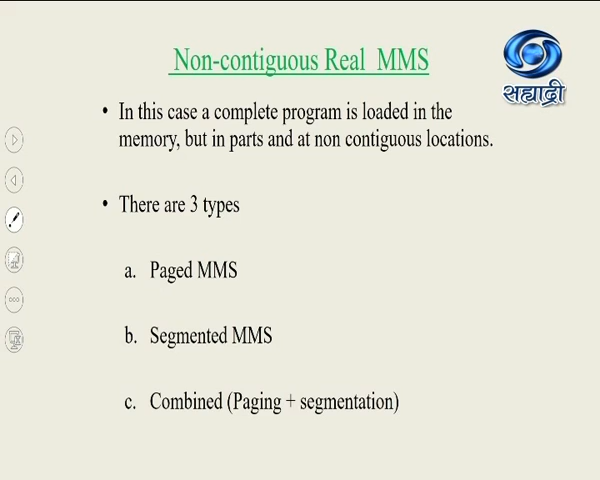 Non-contiguous Real MMS
सह्याद्री
• In this case a complete program is loaded in the
memory, but in parts and at non contiguous locations.
• There are 3 types
a. Paged MMS
b. Segmented MMS
c. Combined (Paging + segmentation)